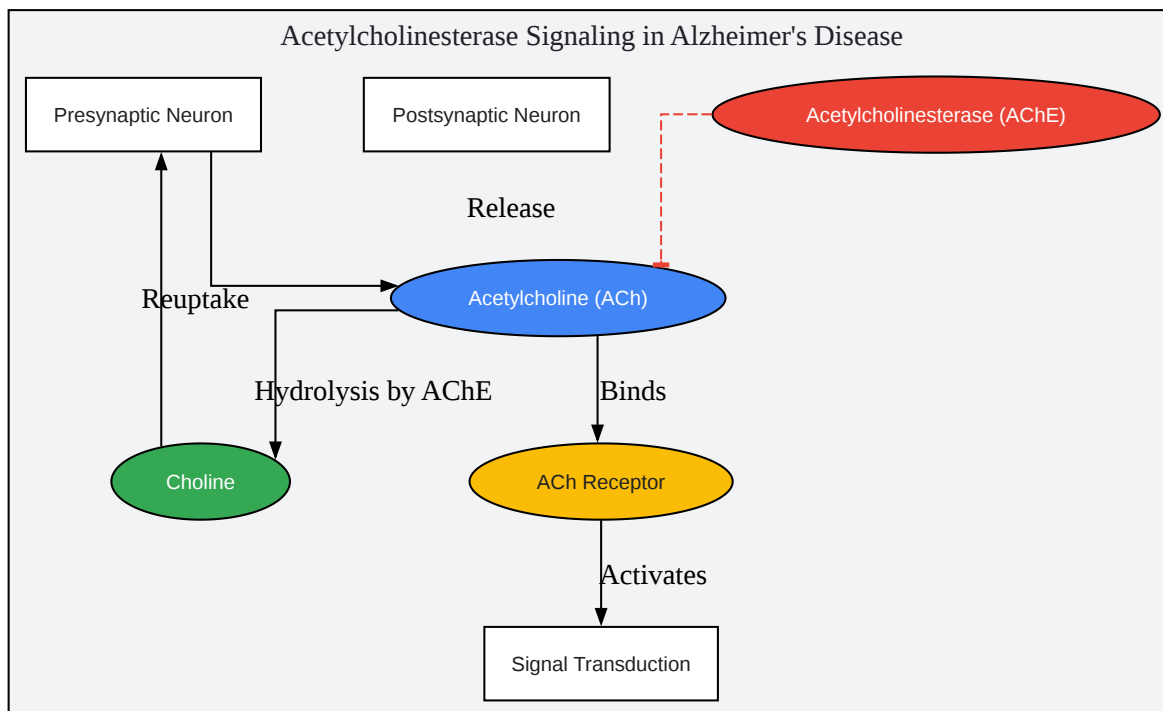 Acetylcholinesterase Signaling in Alzheimer's Disease
Presynaptic Neuron
Postsynaptic Neuron
Acetylcholinesterase (AChE)
Release
Reuptake
Acetylcholine (ACh)
Hydrolysis by AChE
Binds
Choline
ACh Receptor
Activates
Signal Transduction